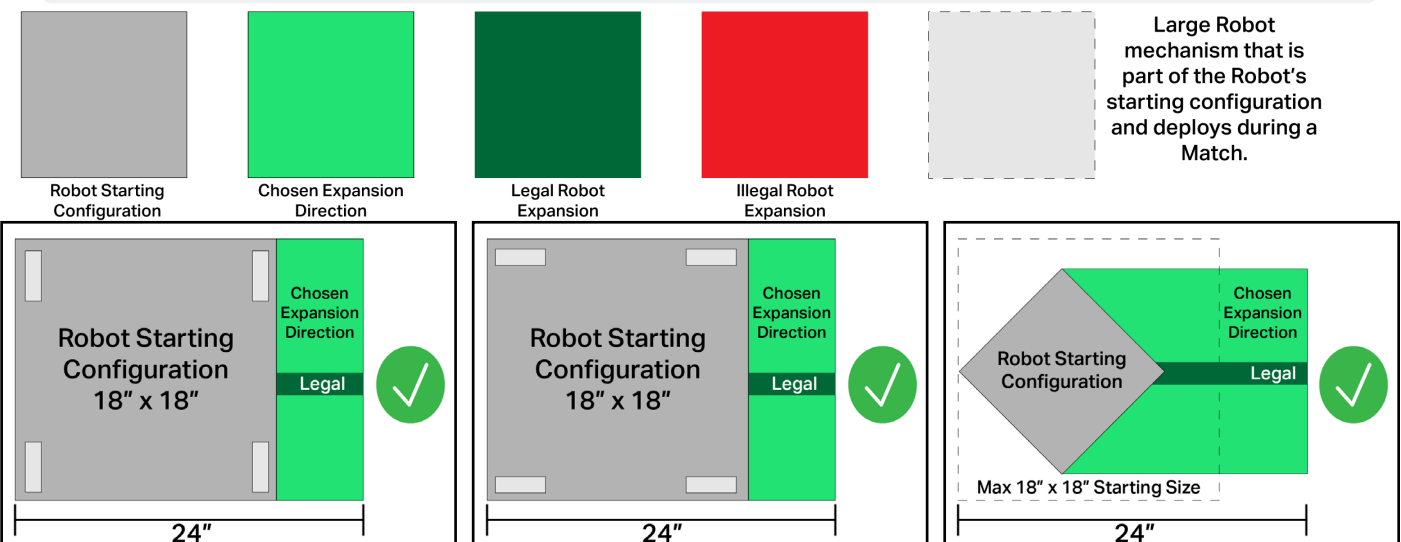 Large Robot
mechanism that is
part of the Robot's
starting configuration
and deploys during a
Match.
Robot Starting
Configuration
Chosen Expansion
Direction
Legal Robot
Expansion
Illegal Robot
Expansion
Robot Starting
Configuration
18" x 18"
Chosen
Expansion
Direction
Legal
24"
Robot Starting
Configuration
18" x 18"
Chosen
Expansion
Direction
Legal
24"
Robot Starting
Configuration
Chosen
Expansion
Direction
Legal
Max 18" x 18" Starting Size
24"